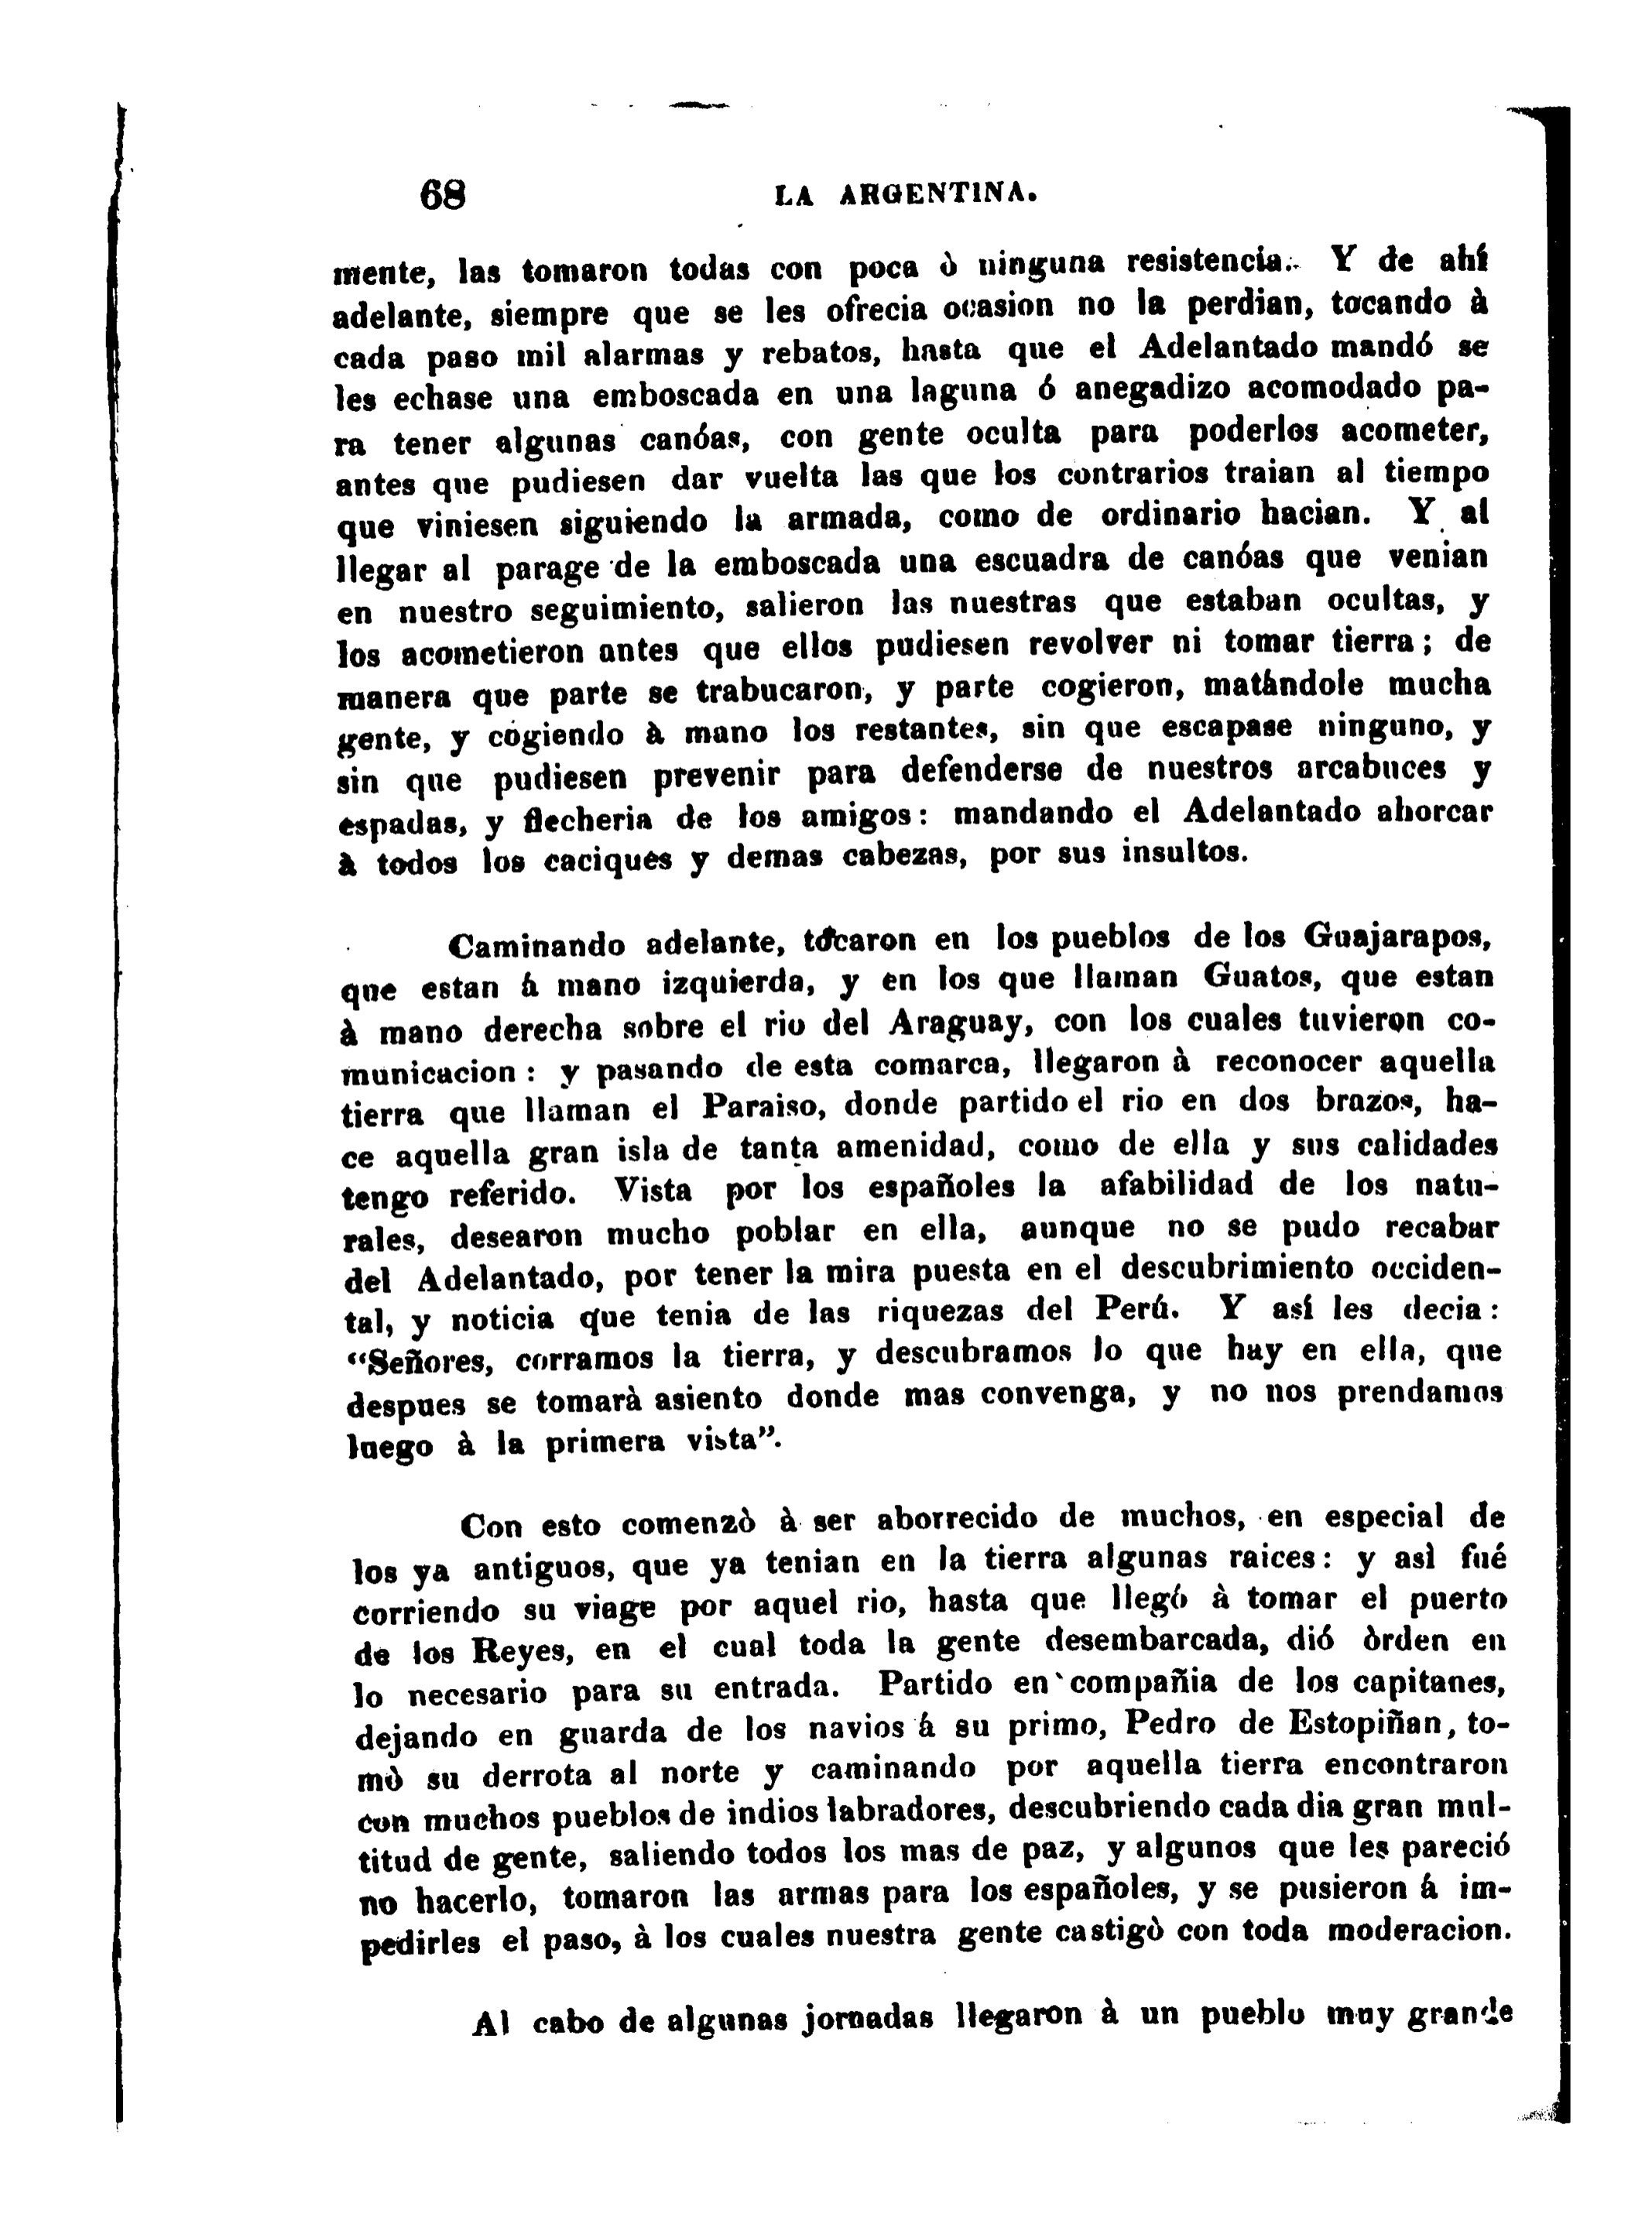 68 LA ARGENTINA.
mente, las tomaron todas con poca ò ninguna resistencia. Y de ahí
adelante, siempre que se les ofrecia ocasion no la perdian, tocando à
cada paso mil alarmas y rebatos, hasta que el Adelantado mandó se
les echase una emboscada en una laguna ó anegadizo acomodado pa-
ra tener algunas canóas, con gente oculta para poderlos acometer,
antes que pudiesen dar vuelta las que los contrarios traian al tiempo
que viniesen siguiendo la armada, como de ordinario hacian. Y al
llegar al parage de la emboscada una escuadra de canóas que venian
en nuestro seguimiento, salieron las nuestras que estaban ocultas, y
los acometieron antes que ellos pudiesen revolver ni tomar tierra; de
manera que parte se trabucaron, y parte cogieron, matándole mucha
gente, y cogiendo à mano los restantes, sin que escapase ninguno, y
sin que pudiesen prevenir para defenderse de nuestros arcabuces y
espadas, y flecheria de los amigos: mandando el Adelantado ahorcar
à todos los caciques y demas cabezas, por sus insultos.
Caminando adelante, tocaron en los pueblos de los Guajarapos,
que estan á mano izquierda, y en los que llaman Guatos, que estan
à mano derecha sobre el rio del Araguay, con los cuales tuvieron co-
municacion: y pasando de esta comarca, llegaron à reconocer aquella
tierra que llaman el Paraiso, donde partido el rio en dos brazos, ha-
ce aquella gran isla de tanta amenidad, como de ella y sus calidades
tengo referido. Vista por los españoles la afabilidad de los natu-
rales, desearon mucho poblar en ella, aunque no se pudo recabar
del Adelantado, por tener la mira puesta en el descubrimiento occiden-
tal, y noticia que tenia de las riquezas del Perú. Y así les decia:
“Señores, corramos la tierra, y descubramos lo que hay en ella, que
despues se tomarà asiento donde mas convenga, y no nos prendamos
luego à la primera vista”.
Con esto comenzò à ser aborrecido de muchos, en especial de
los ya antiguos, que ya tenian en la tierra algunas raices: y asì fué
corriendo su viage por aquel rio, hasta que llegó à tomar el puerto
de los Reyes, en el cual toda la gente desembarcada, dió òrden en
lo necesario para su entrada. Partido en compañia de los capitanes,
dejando en guarda de los navios á su primo, Pedro de Estopiñan, to-
mò su derrota al norte y caminando por aquella tierra encontraron
con muchos pueblos de indios labradores, descubriendo cada dia gran mul-
titud de gente, saliendo todos los mas de paz, y algunos que les pareció
no hacerlo, tomaron las armas para los españoles, y se pusieron á im-
pedirles el paso, à los cuales nuestra gente castigò con toda moderacion.
Al cabo de algunas jornadas llegaron à un pueblo muy grande